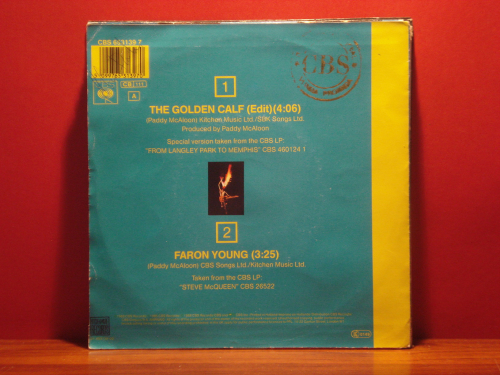 CBS
CBS
1
THE GOLDEN CALF (Edit)(4:06)
(Paddy McAloon) Kitchen Music Ltd./SBK Songs Ltd.
Produced by Paddy McAloon
Special version taken from the CBS LP:
"FROM LANGLEY PARK TO MEMPHIS" CBS 460124 1
2
FARON YOUNG (3:25)
(Paddy McAloon) CBS Songs Ltd./Kitchen Music Ltd.
Taken from the CBS LP:
"STEVE McQUEEN" CBS 26522